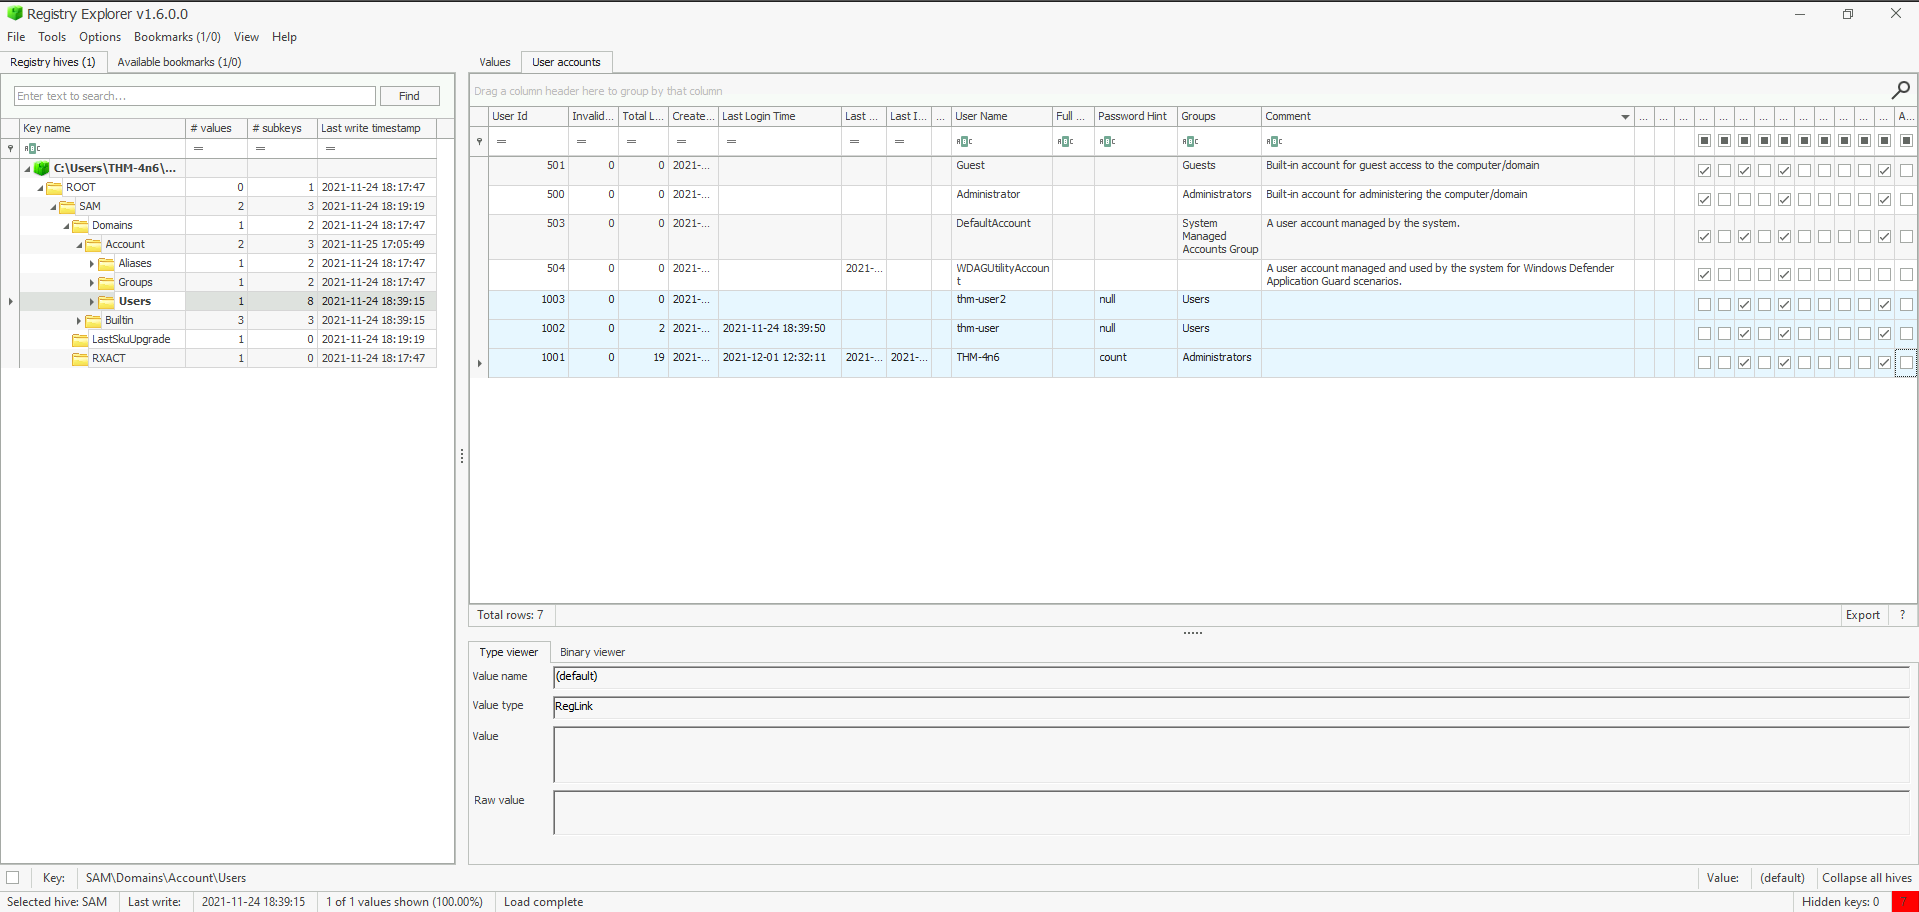 Registry Explorer v1.6.0.0
File Tools Options Bookmarks (1/0) View Help
Registry hives (1) Available bookmarks (1/0)
Enter text to search... Find
Key name # values # subkeys Last write timestamp
= = =
C:\Users\THM-4n6\...
ROOT 0 1 2021-11-24 18:17:47
SAM 2 3 2021-11-24 18:19:19
Domains 1 2 2021-11-24 18:17:47
Account 2 3 2021-11-25 17:05:49
Aliases 1 2 2021-11-24 18:17:47
Groups 1 2 2021-11-24 18:17:47
Users 1 8 2021-11-24 18:39:15
Builtin 3 3 2021-11-24 18:39:15
LastSkuUpgrade 1 0 2021-11-24 18:19:19
RXACT 1 0 2021-11-24 18:17:47
Values User accounts
Drag a column header here to group by that column
User Id Invalid... Total L... Create... Last Login Time Last ... Last I... ... User Name Full ... Password Hint Groups Comment ... ... ... ... ... ... ... ... ... ... ... ... ... A...
= = = = = = = ABC ABC ABC ABC ABC
501 0 0 2021-... Guest Guests Built-in account for guest access to the computer/domain
500 0 0 2021-... Administrator Administrators Built-in account for administering the computer/domain
503 0 0 2021-... DefaultAccount System Managed Accounts Group A user account managed by the system.
504 0 0 2021-... 2021-... WDAGUtilityAccount A user account managed and used by the system for Windows Defender
Application Guard scenarios.
1003 0 0 2021-... thm-user2 null Users
1002 0 2 2021-... 2021-11-24 18:39:50 thm-user null Users
1001 0 19 2021-... 2021-12-01 12:32:11 2021-... 2021-... THM-4n6 count Administrators
Total rows: 7 Export ?
Type viewer Binary viewer
Value name (default)
Value type RegLink
Value
Raw value
Key: SAM\Domains\Account\Users Value: (default) Collapse all hives
Selected hive: SAM Last write: 2021-11-24 18:39:15 1 of 1 values shown (100.00%) Load complete Hidden keys: 0